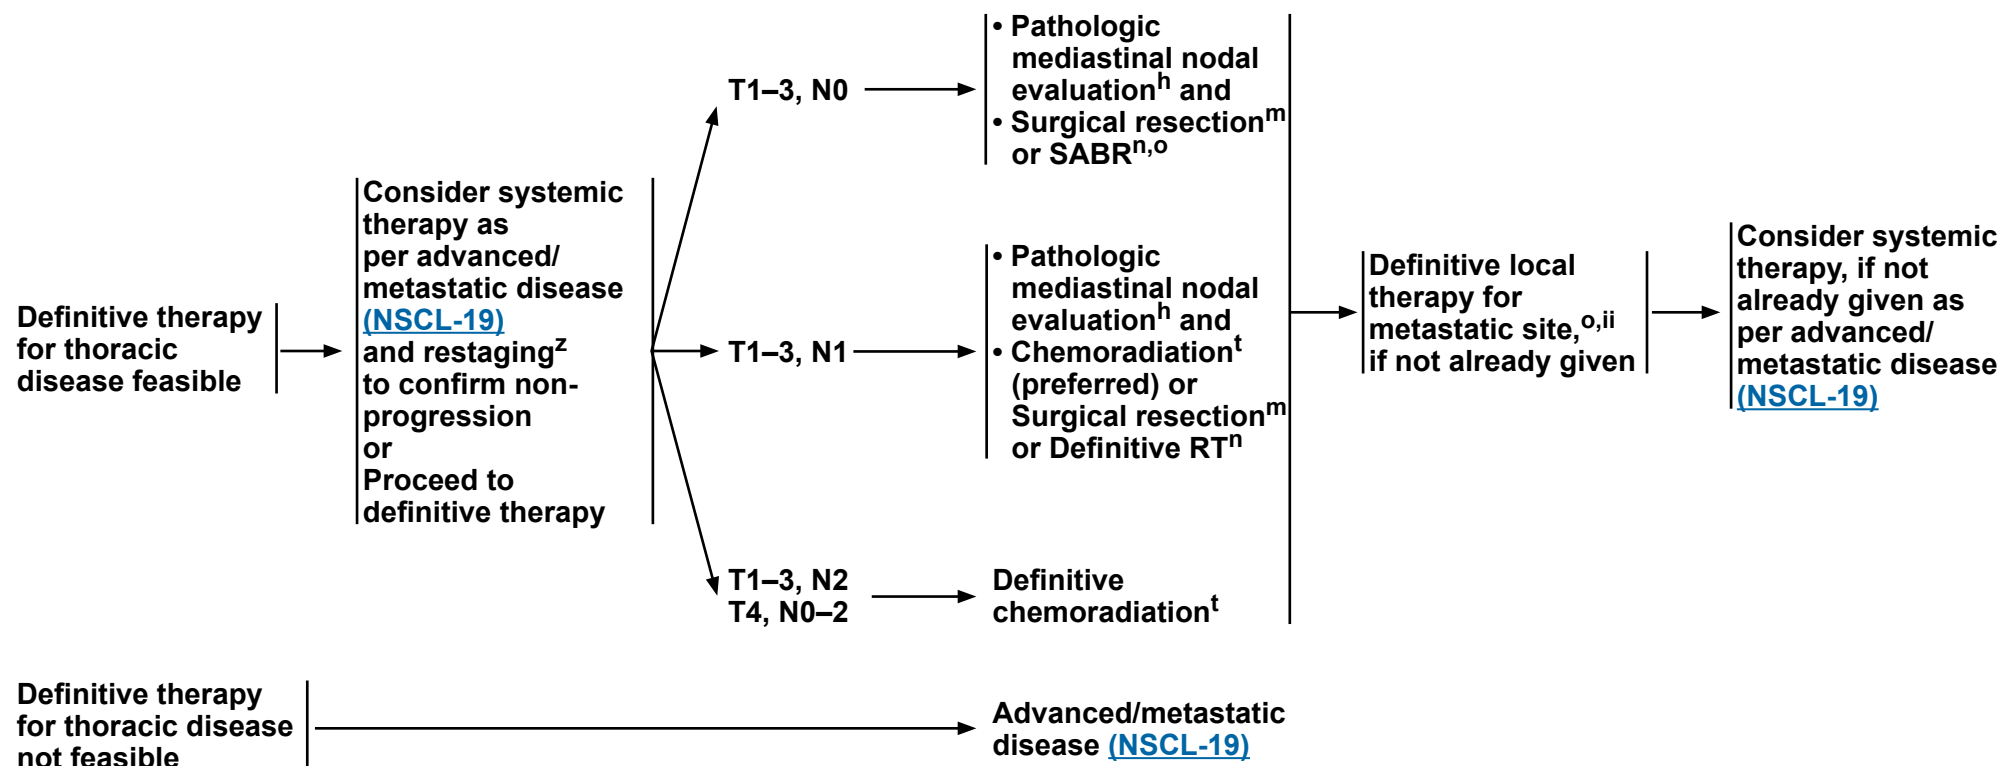 Definitive therapy
for thoracic
disease feasible
Consider systemic
therapy as
per advanced/
metastatic disease
(NSCL-19)
and restagingz
to confirm non-
progression
or
Proceed to
definitive therapy
T1–3, N0
• Pathologic
mediastinal nodal
evaluationh and
• Surgical resectionm
or SABRn,o
T1–3, N1
• Pathologic
mediastinal nodal
evaluationh and
• Chemoradiationt
(preferred) or
Surgical resectionm
or Definitive RTn
T1–3, N2
T4, N0–2
Definitive
chemoradiationt
Definitive local
therapy for
metastatic site,o,ii
if not already given
Consider systemic
therapy, if not
already given as
per advanced/
metastatic disease
(NSCL-19)
Definitive therapy
for thoracic disease
not feasible
Advanced/metastatic
disease (NSCL-19)